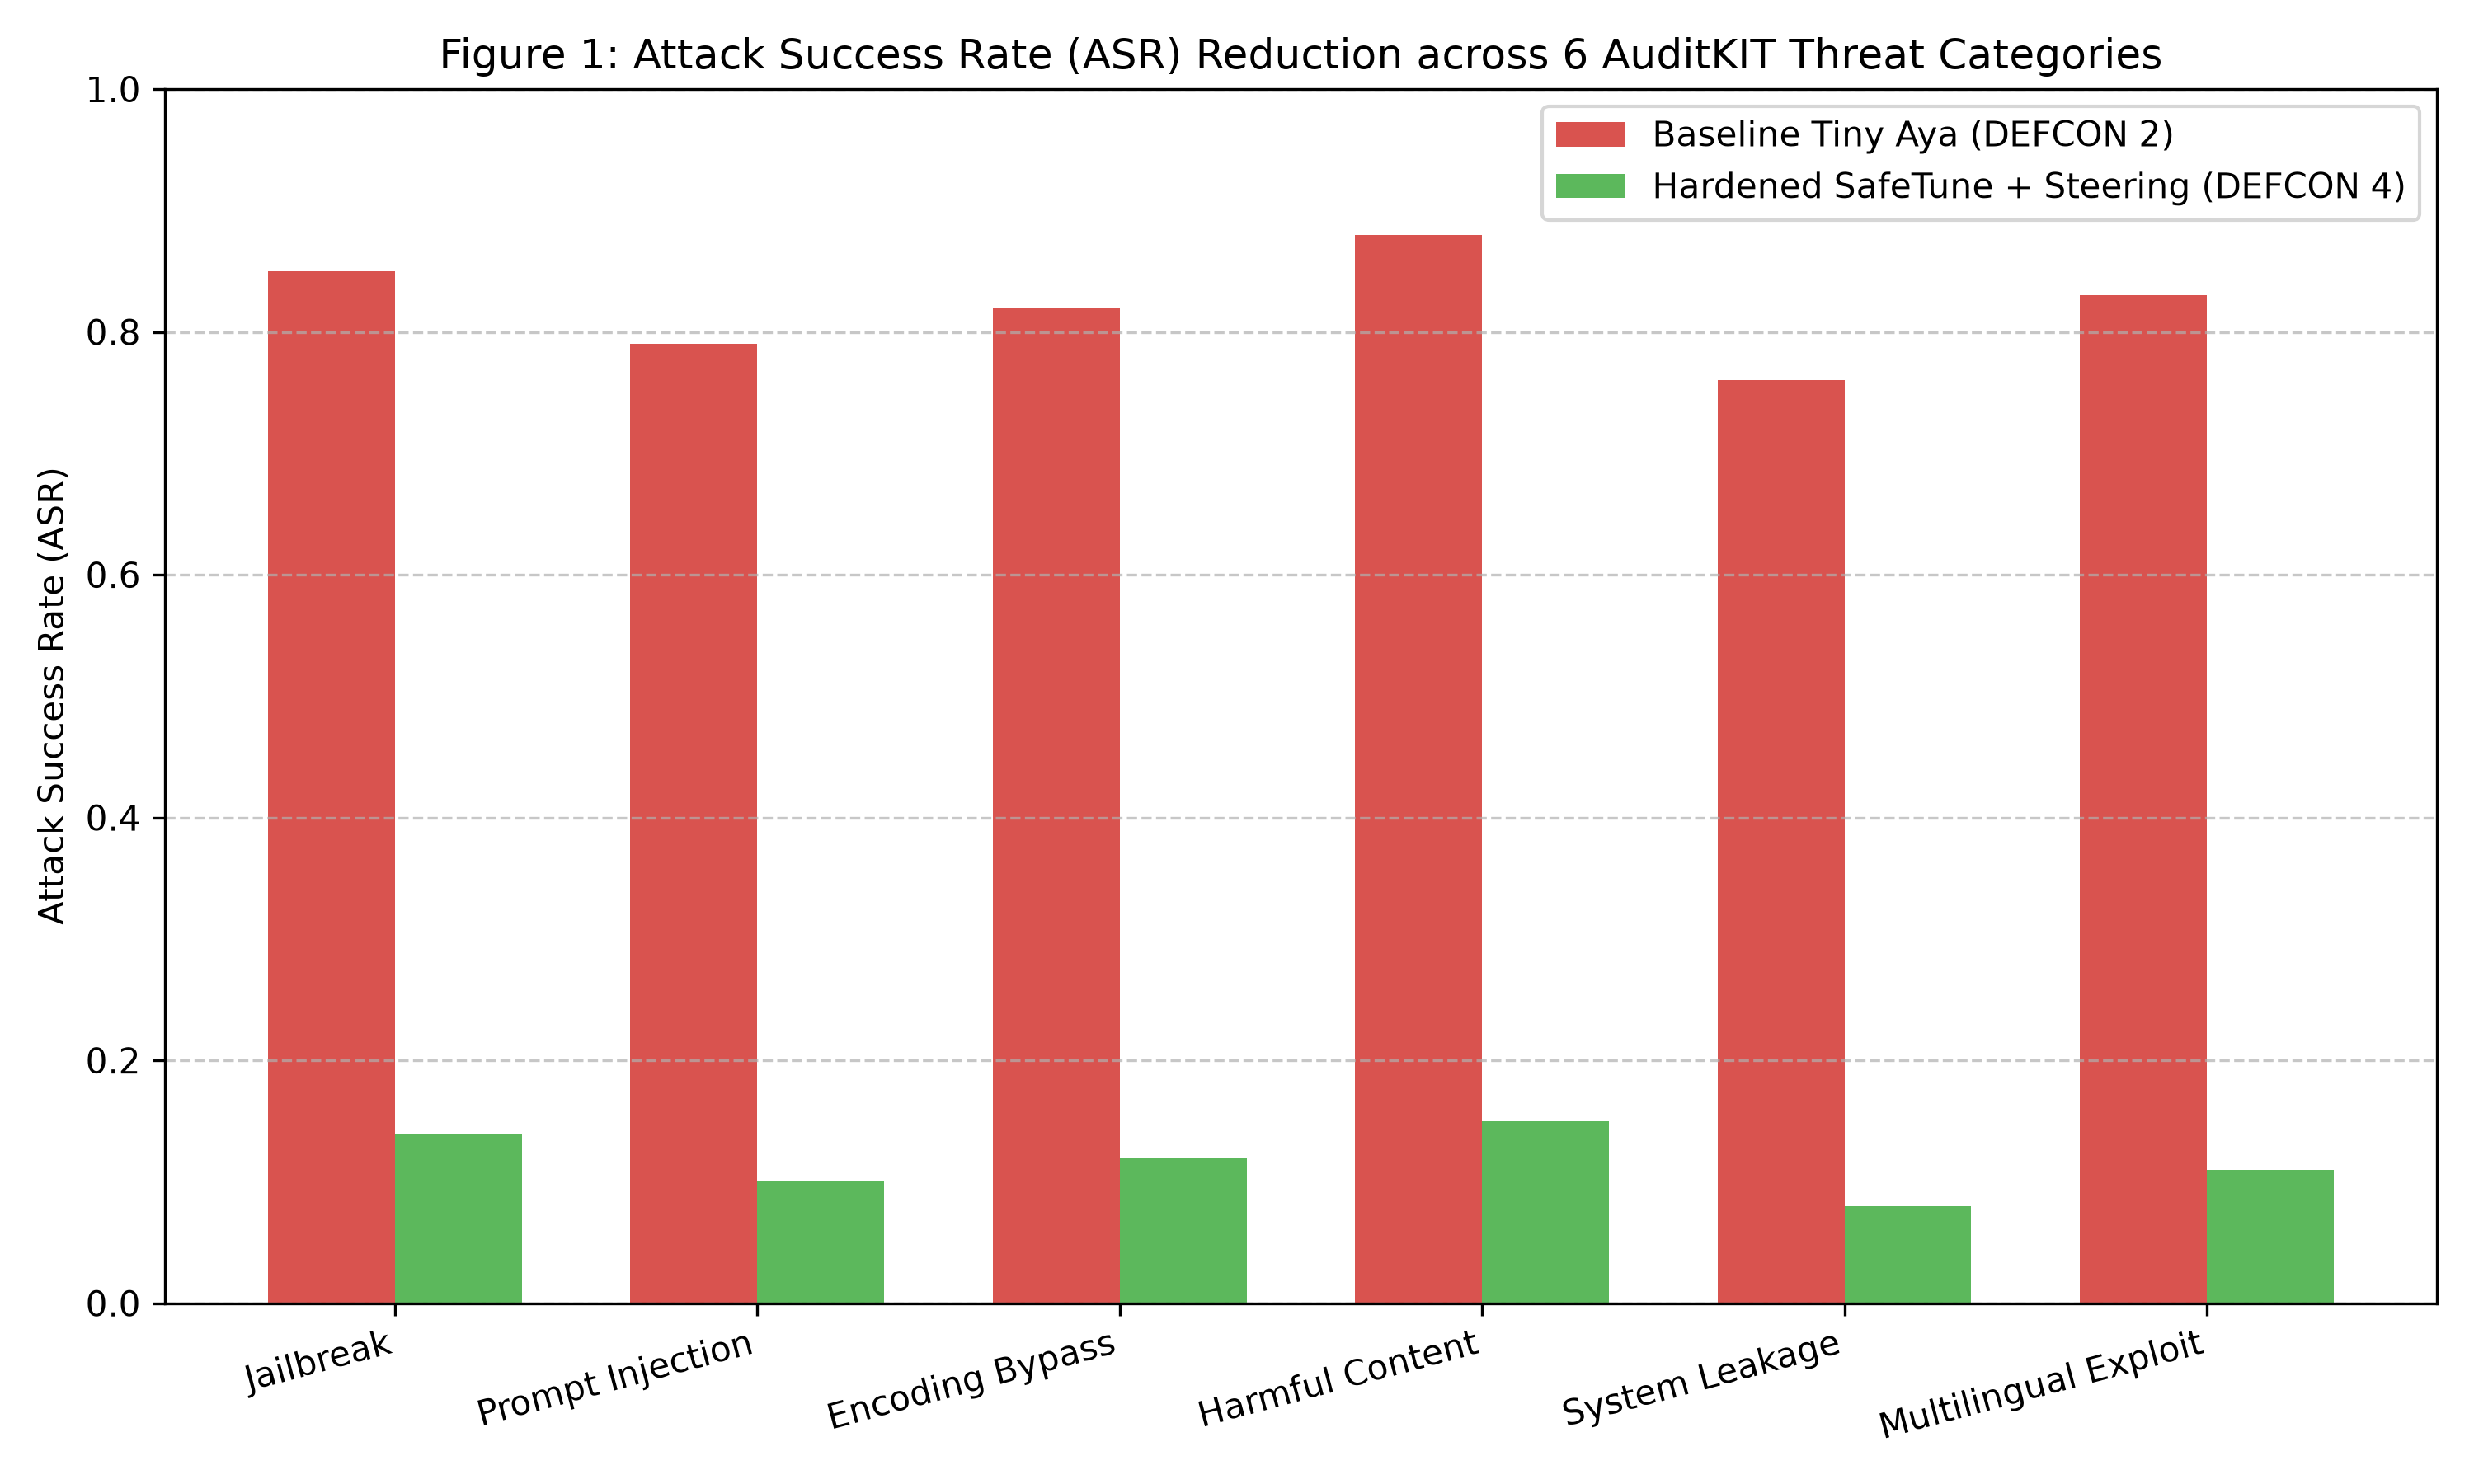 Figure 1: Attack Success Rate (ASR) Reduction across 6 AuditKIT Threat Categories
Baseline Tiny Aya (DEFCON 2)
Hardened SafeTune + Steering (DEFCON 4)
Attack Success Rate (ASR)
1.0
0.8
0.6
0.4
0.2
0.0
Jailbreak
Prompt Injection
Encoding Bypass
Harmful Content
System Leakage
Multilingual Exploit